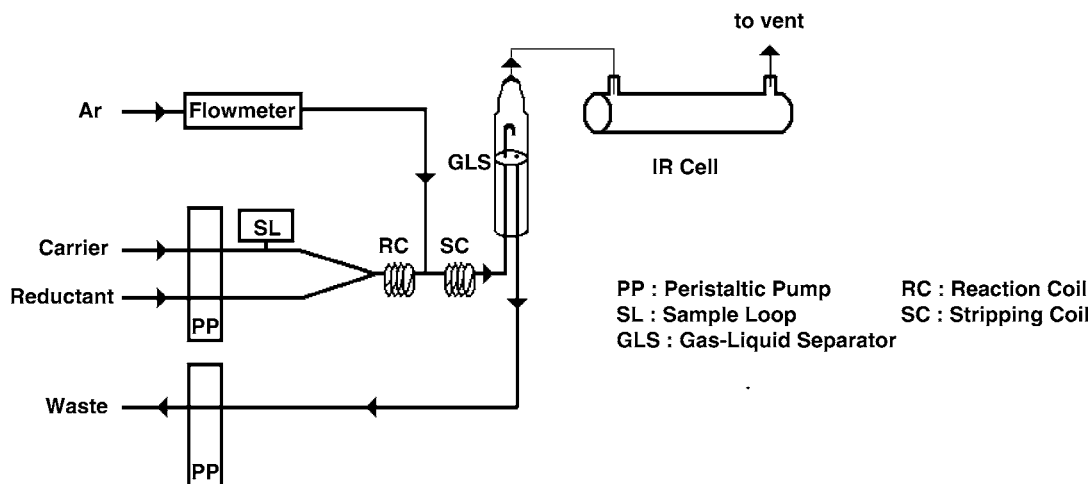 to vent
Ar
Flowmeter
GLS
IR Cell
SL
Carrier
RC
SC
Reductant
PP
PP : Peristaltic Pump
RC : Reaction Coil
SL : Sample Loop
SC : Stripping Coil
GLS : Gas-Liquid Separator
Waste
PP